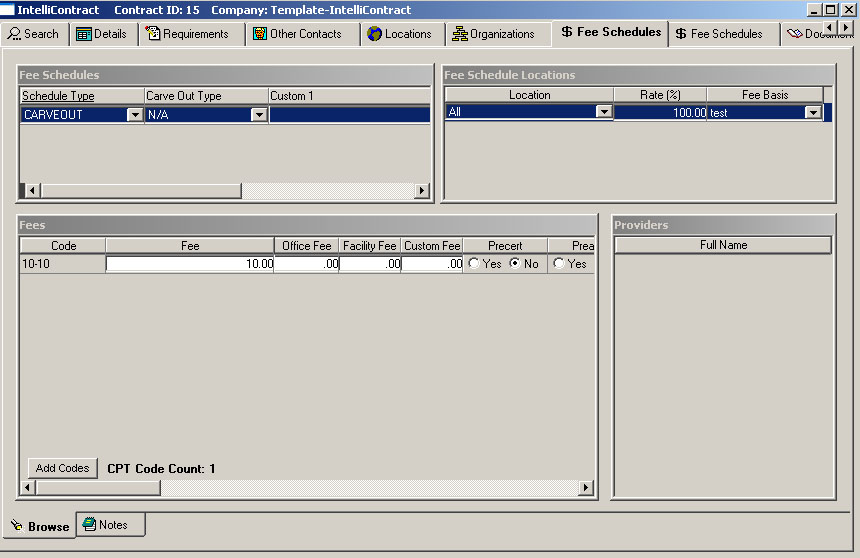 IntelliContract Contract ID: 15 Company: Template-IntelliContract
Search Details Requirements Other Contacts Locations Organizations $ Fee Schedules $ Fee Schedules
Fee Schedules
Schedule Type Carve Out Type Custom 1
CARVEOUT N/A
Fee Schedule Locations
Location Rate (%) Fee Basis
All 100.00 test
Fees
Code Fee Office Fee Facility Fee Custom Fee Precert Prea
10-10 10.00 .00 .00 .00 Yes No Yes
Add Codes CPT Code Count: 1
Providers
Full Name
Browse Notes